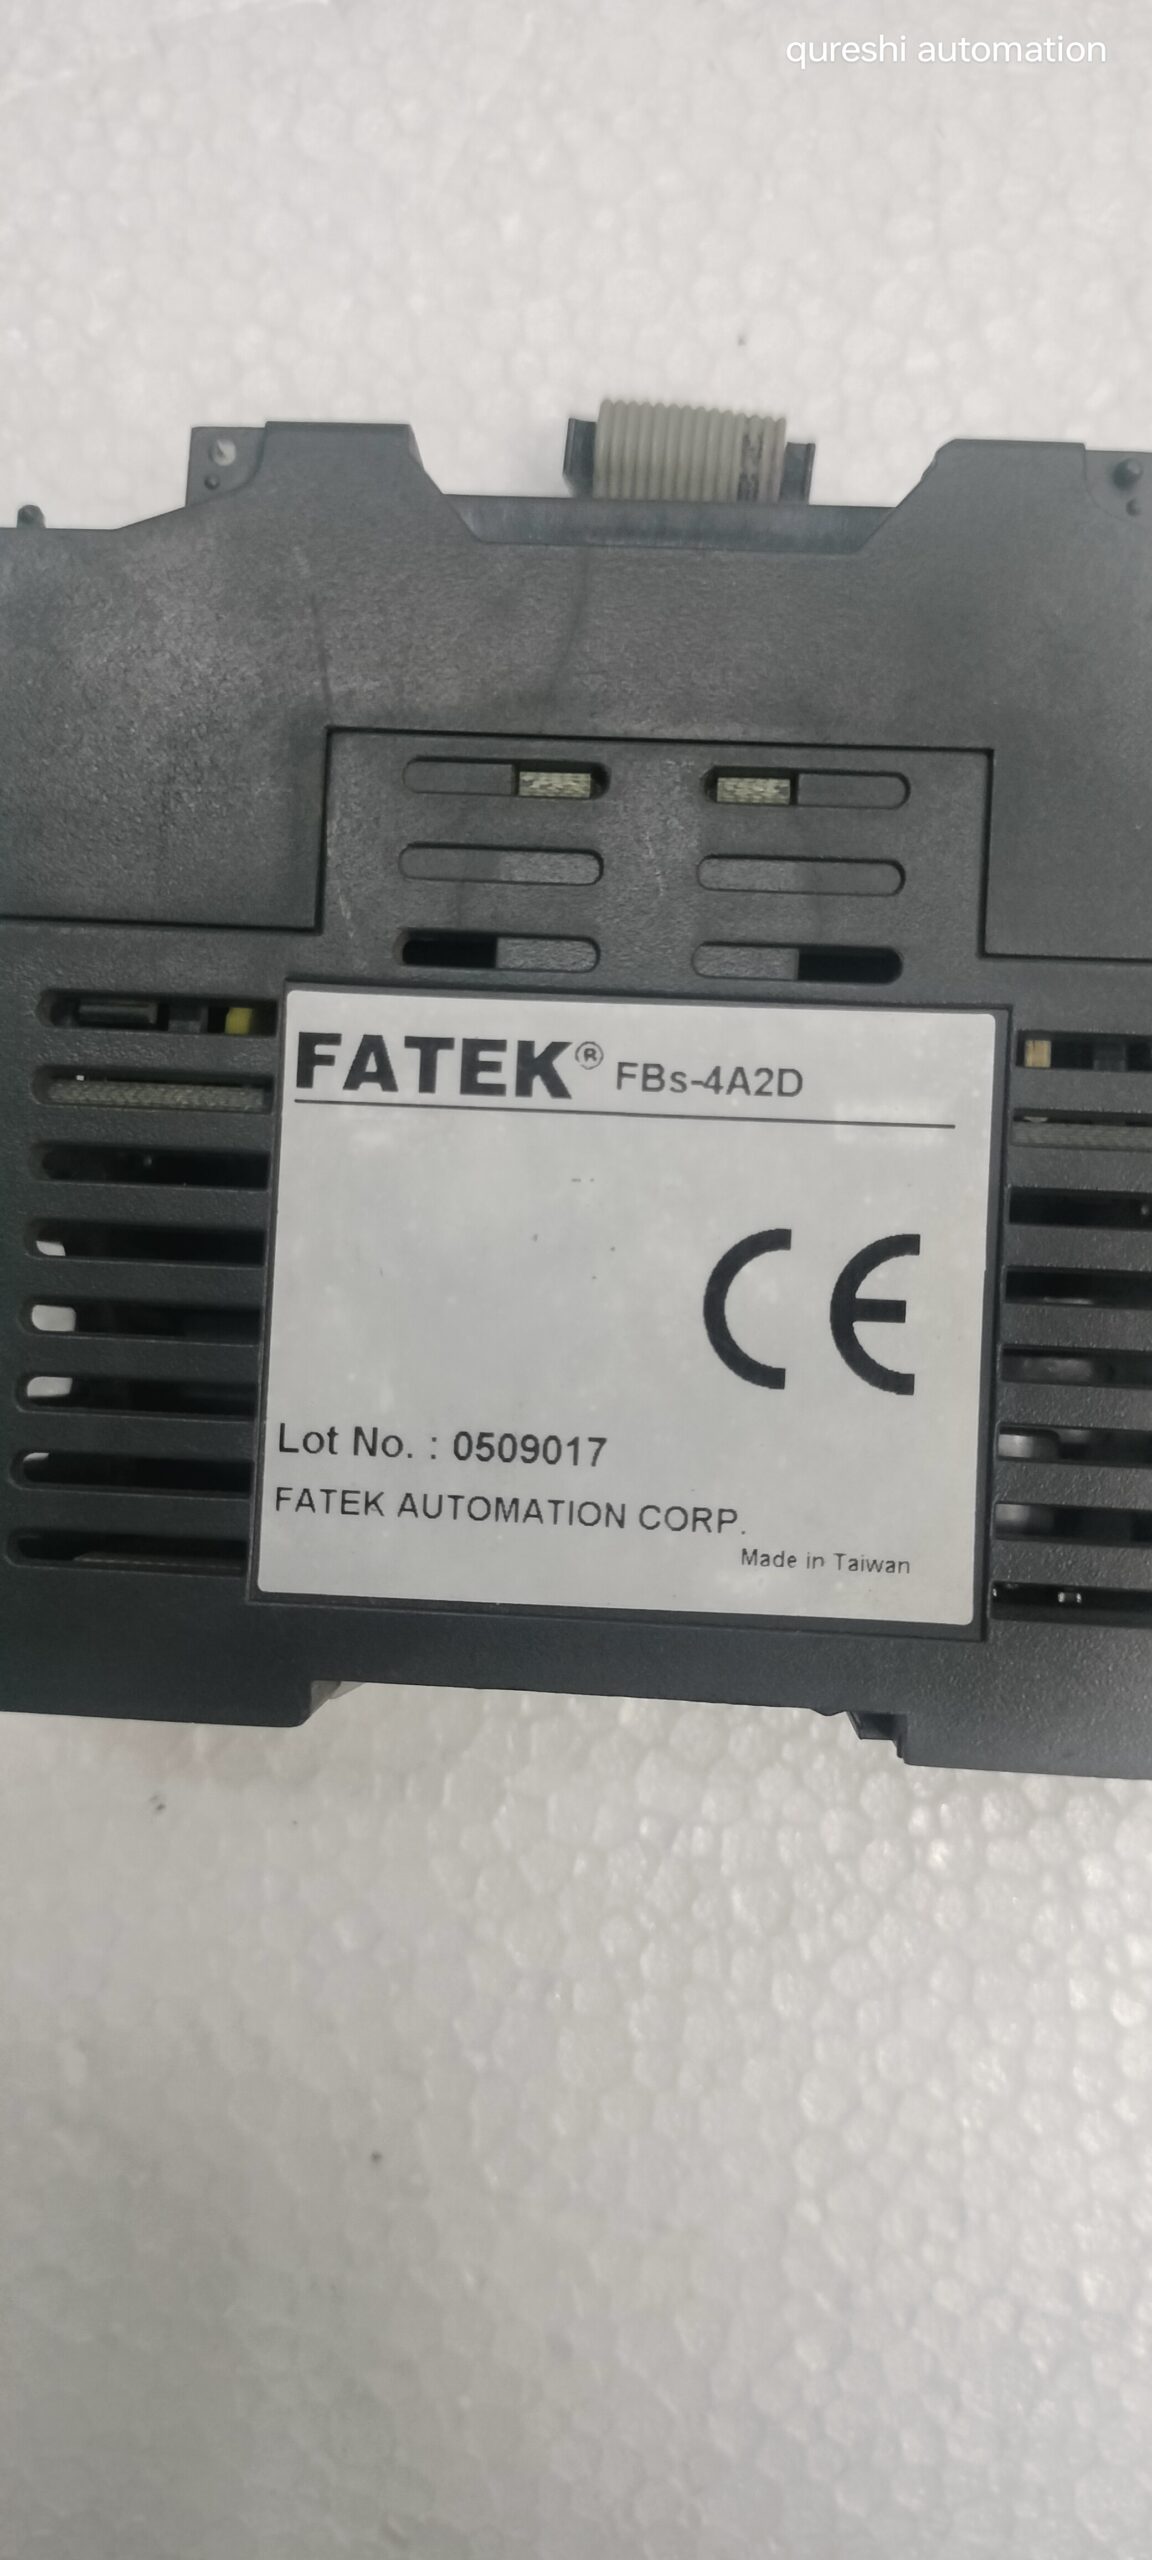 qureshi automation
FATEK® FBs-4A2D
CE
Lot No. : 0509017
FATEK AUTOMATION CORP.
Made in Taiwan